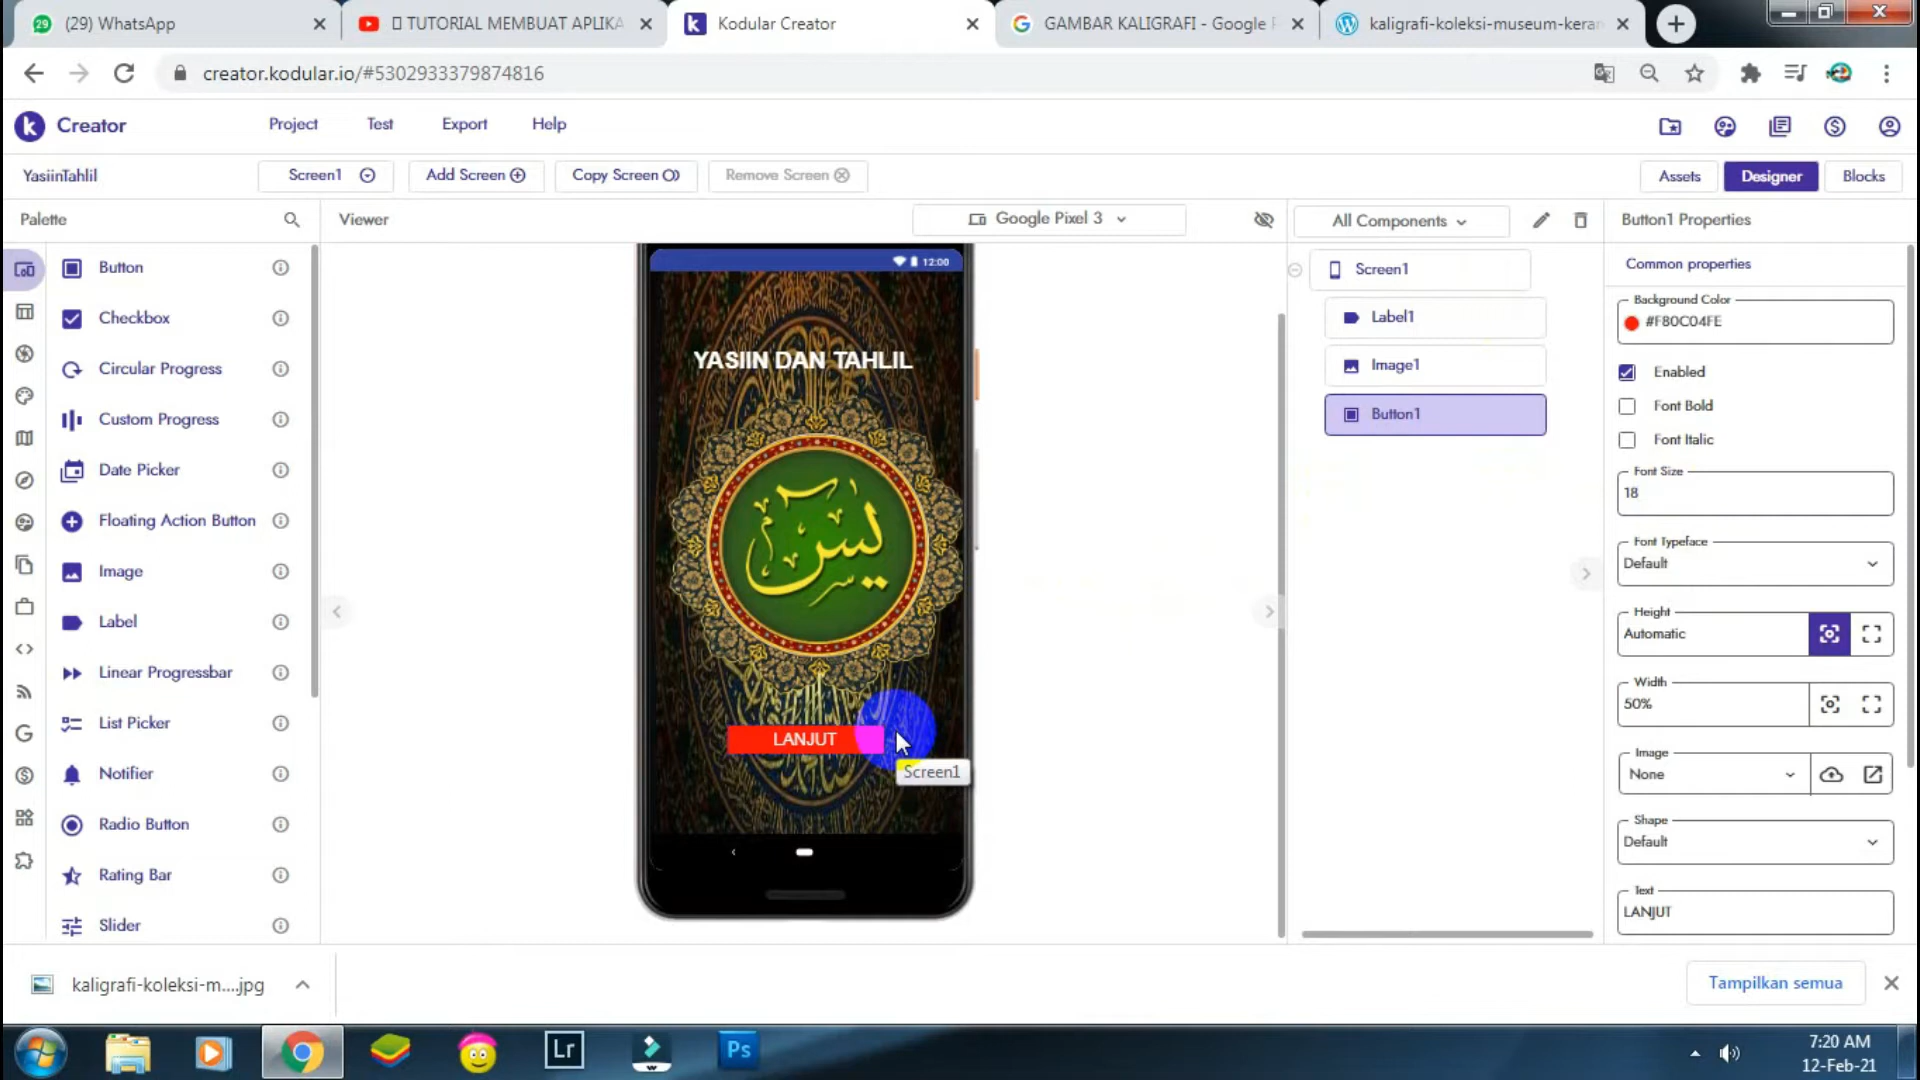 29
(29) WhatsApp
TUTORIAL MEMBUAT APLIKA
Kodular Creator
GAMBAR KALIGRAFI - Google
kaligrafi-koleksi-museum-keran
creator.kodular.io/#5302933379874816
Creator
Project
Test
Export
Help
YasiinTahlil
Screen1
Add Screen
Copy Screen
Remove Screen
Assets
Designer
Blocks
Palette
Viewer
Google Pixel 3
All Components
Button1 Properties
Button
Checkbox
Circular Progress
Custom Progress
Date Picker
Floating Action Button
Image
Label
Linear Progressbar
List Picker
Notifier
Radio Button
Rating Bar
Slider
12:00
YASIIN DAN TAHLIL
يس
LANJUT
Screen1
Screen1
Label1
Image1
Button1
Common properties
Background Color
#F80C04FE
Enabled
Font Bold
Font Italic
Font Size
18
Font Typeface
Default
Height
Automatic
Width
50%
Image
None
Shape
Default
Text
LANJUT
kaligrafi-koleksi-m....jpg
Tampilkan semua
Lr
Ps
7:20 AM
12-Feb-21